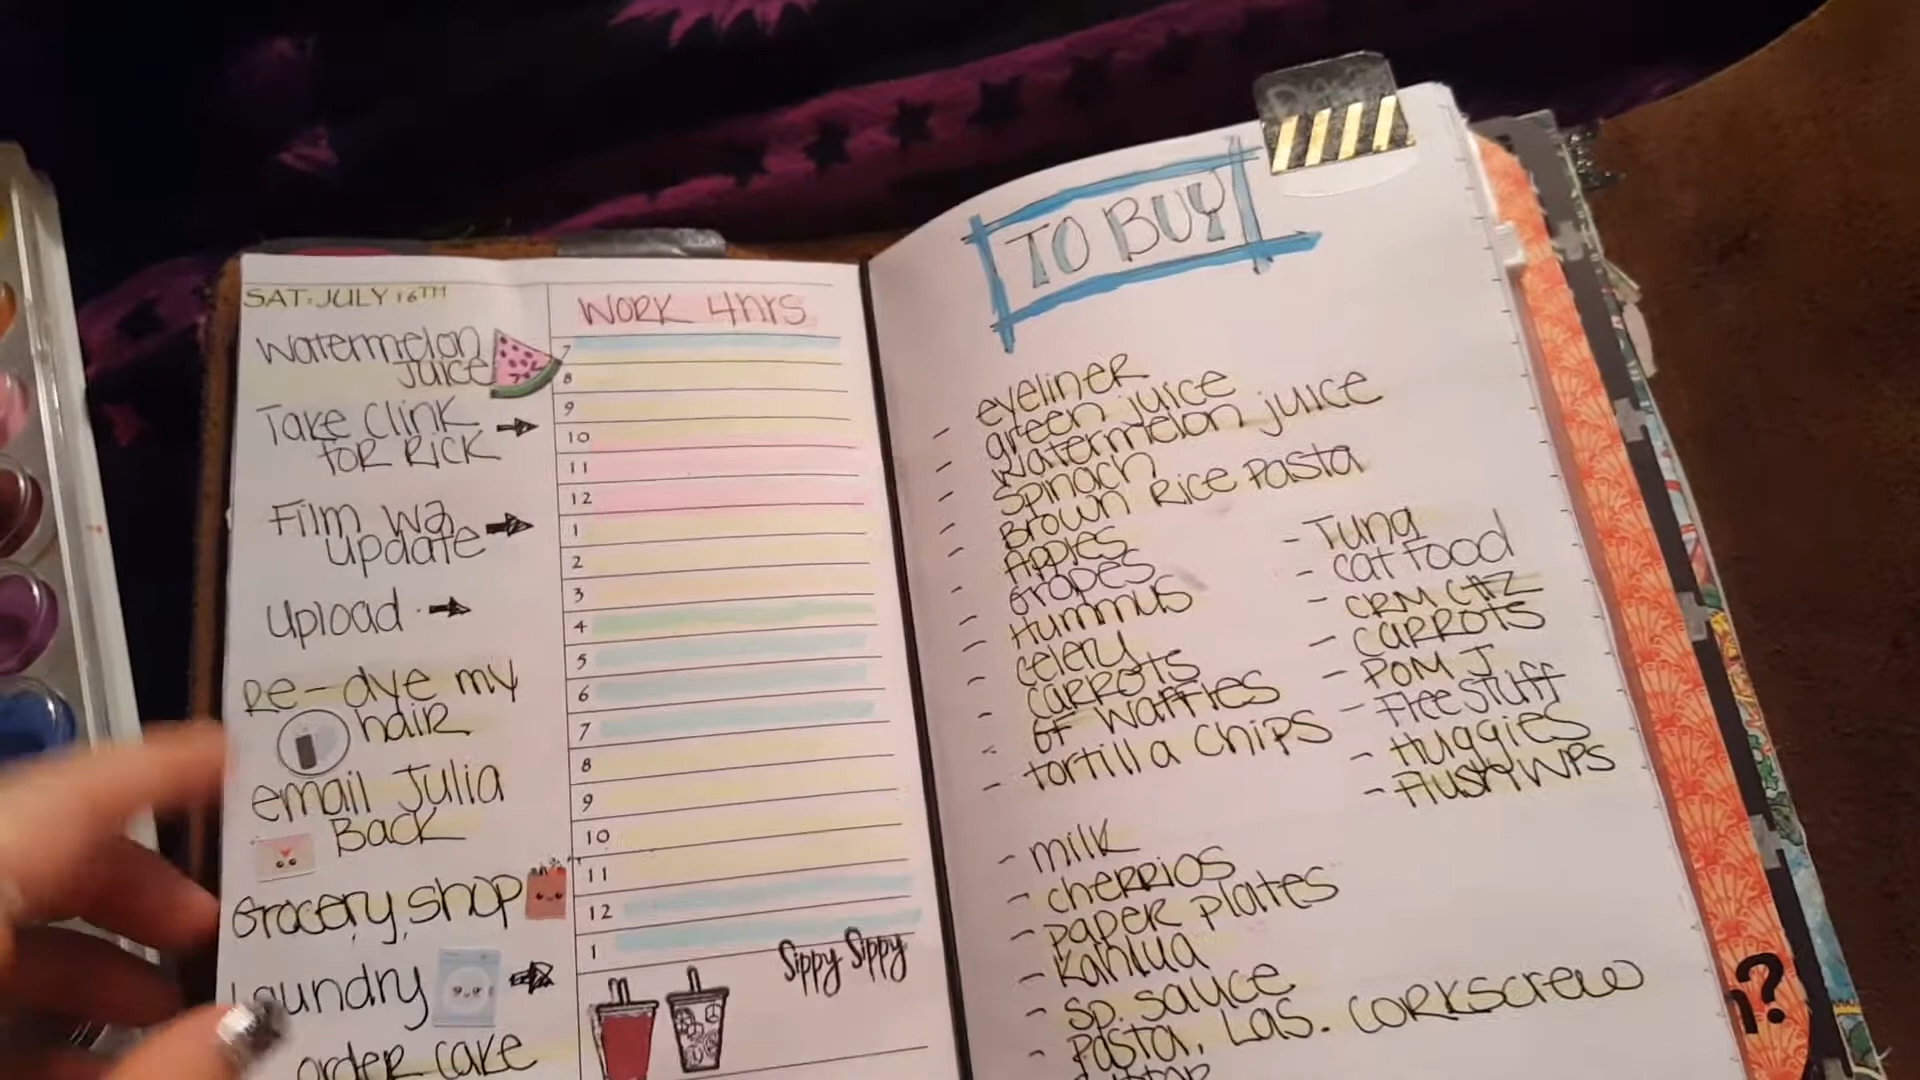 SAT. JULY 16TH
Watermelon
Juice
Take Clink
FOR RICK
Film wa
update
upload
Re-dye my
hair
email Julia
Back
Grocery shop
Laundry
order cake
WORK 4hrs
7
8
9
10
11
12
1
2
3
4
5
6
7
8
9
10
11
12
1
Sippy Sippy
TO BUY
eyeliner
- green juice
- watermelon juice
- Spinach
- Brown Rice Pasta
- Apples
- Grapes
- Hummus
- celery
- carrots
- GF waffles
- tortilla chips
- Tuna
- cat food
- CRM CHZ
- CARROTS
- POM J
- Flee stuff
- Huggies
- Flush WPS
- milk
- cherrios
- paper plates
- Kahlua
- Sp. sauce
- Pasta, Las. corkscrew
?